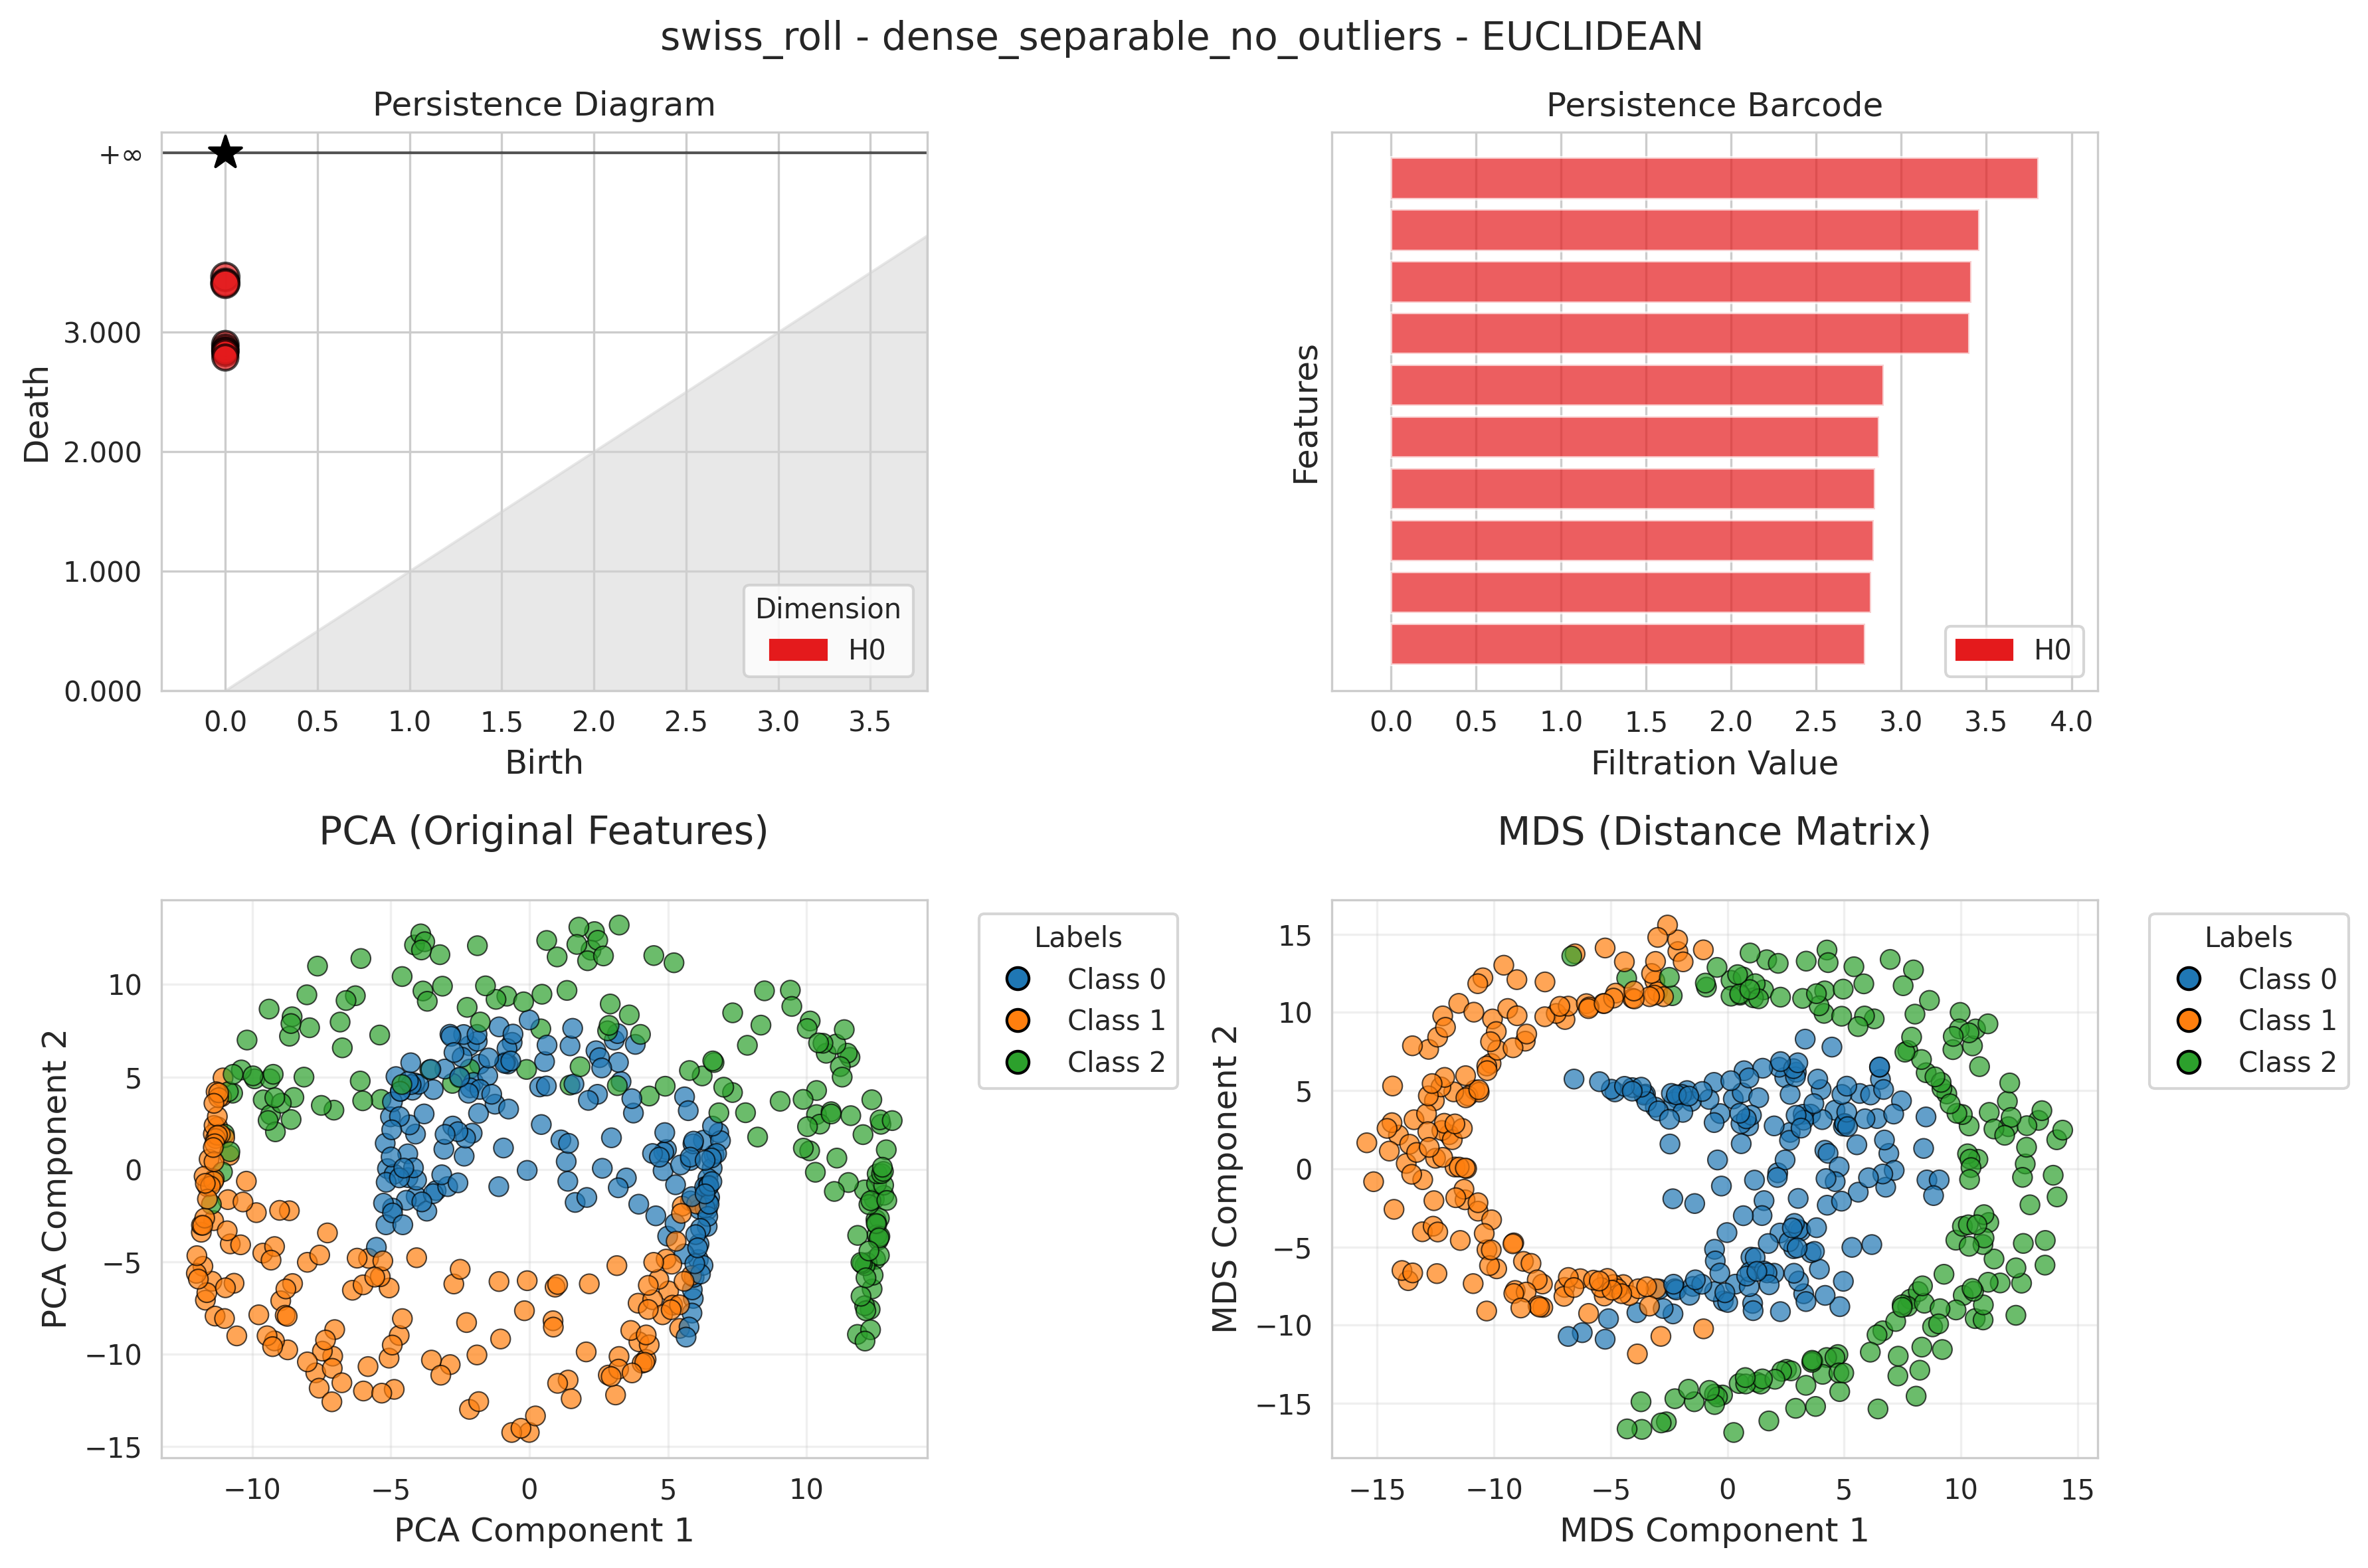 swiss_roll - dense_separable_no_outliers - EUCLIDEAN
Persistence Diagram
+∞
3.000
2.000
1.000
0.000
Death
0.0 0.5 1.0 1.5 2.0 2.5 3.0 3.5
Birth
Dimension
H0
Persistence Barcode
Features
0.0 0.5 1.0 1.5 2.0 2.5 3.0 3.5 4.0
Filtration Value
H0
PCA (Original Features)
10
5
0
−5
−10
−15
PCA Component 2
−10 −5 0 5 10
PCA Component 1
Labels
Class 0
Class 1
Class 2
MDS (Distance Matrix)
15
10
5
0
−5
−10
−15
MDS Component 2
−15 −10 −5 0 5 10 15
MDS Component 1
Labels
Class 0
Class 1
Class 2